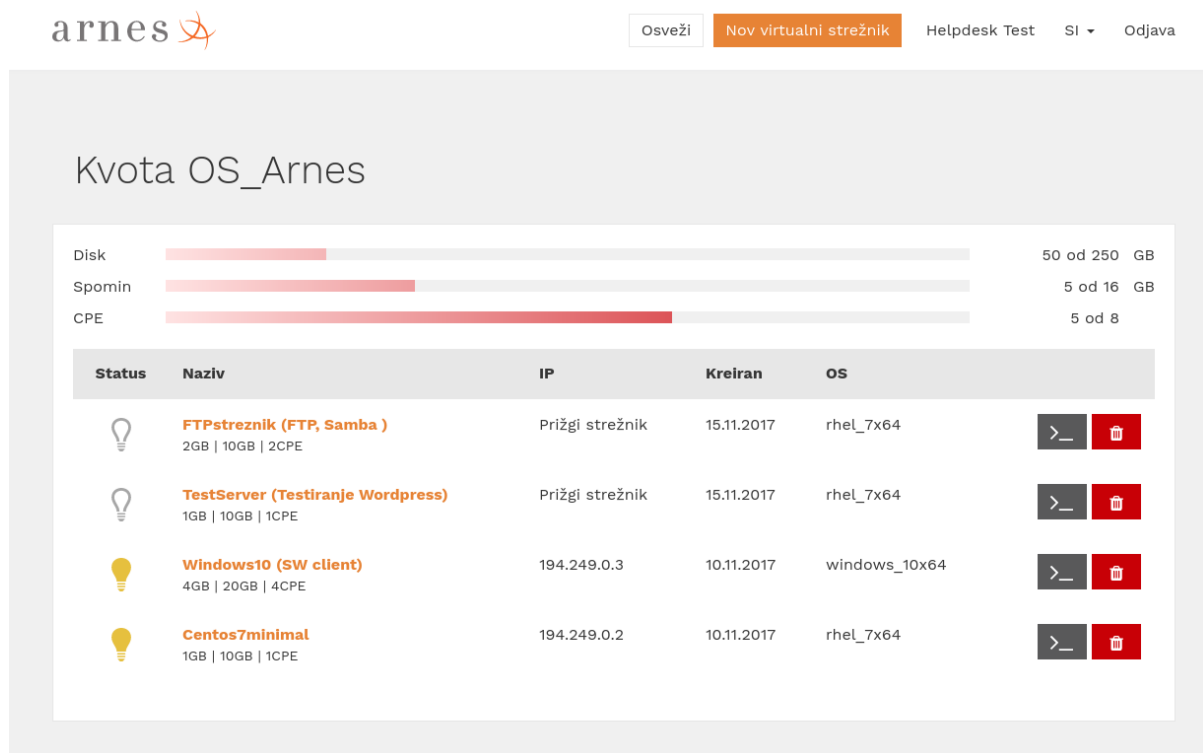 arnes
Osveži Nov virtualni strežnik Helpdesk Test SI Odjava
Kvota OS_Arnes
Disk 50 od 250 GB
Spomin 5 od 16 GB
CPE 5 od 8
Status Naziv IP Kreiran OS
FTPstreznik (FTP, Samba ) Prižgi strežnik 15.11.2017 rhel_7x64
2GB | 10GB | 2CPE
TestServer (Testiranje Wordpress) Prižgi strežnik 15.11.2017 rhel_7x64
1GB | 10GB | 1CPE
Windows10 (SW client) 194.249.0.3 10.11.2017 windows_10x64
4GB | 20GB | 4CPE
Centos7minimal 194.249.0.2 10.11.2017 rhel_7x64
1GB | 10GB | 1CPE